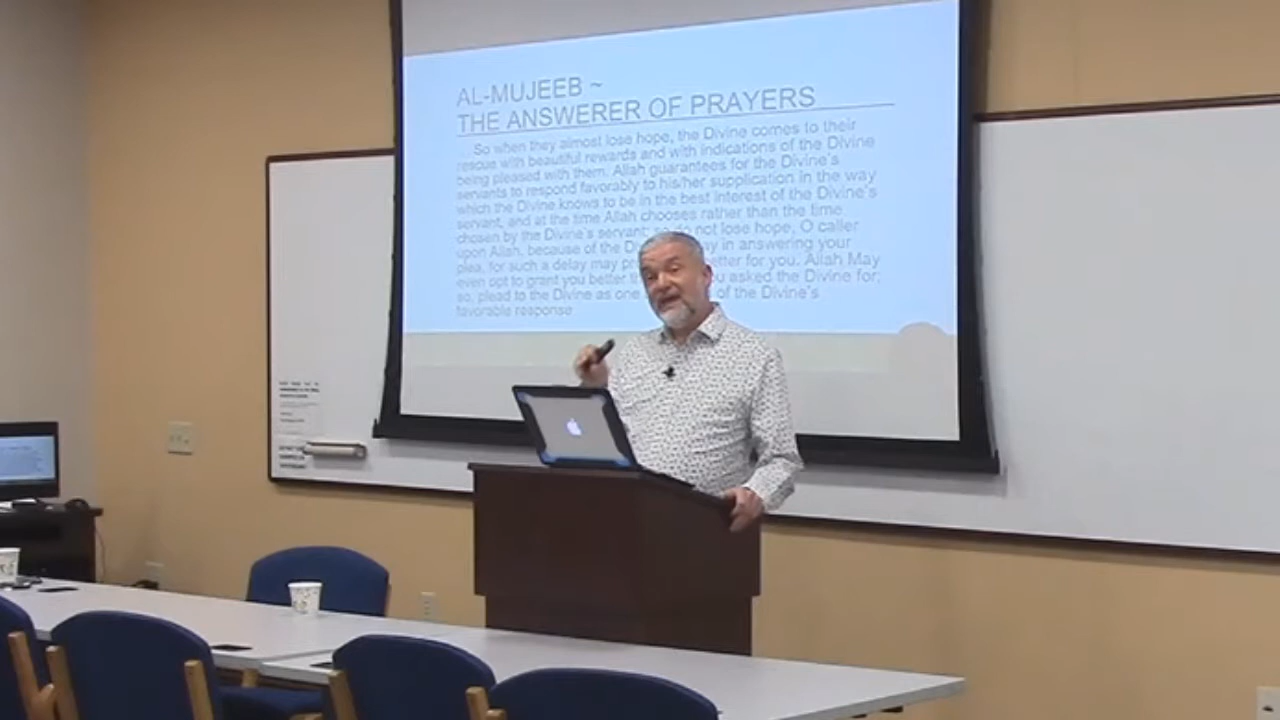 AL-MUJEEB ~
THE ANSWERER OF PRAYERS
So when they almost lose hope, the Divine comes to their
rescue with beautiful rewards and with indications of the Divine
being pleased with them. Allah guarantees for the Divine's
servants to respond favorably to his/her supplication in the way
which the Divine knows to be in the best interest of the Divine's
servant, and at the time Allah chooses rather than the time
chosen by the Divine's servant; not lose hope, O caller
upon Allah, because of the in answering your
plea, for such a delay may better for you. Allah May
even opt to grant you better asked the Divine for;
so, plead to the Divine as one of the Divine's
favorable response